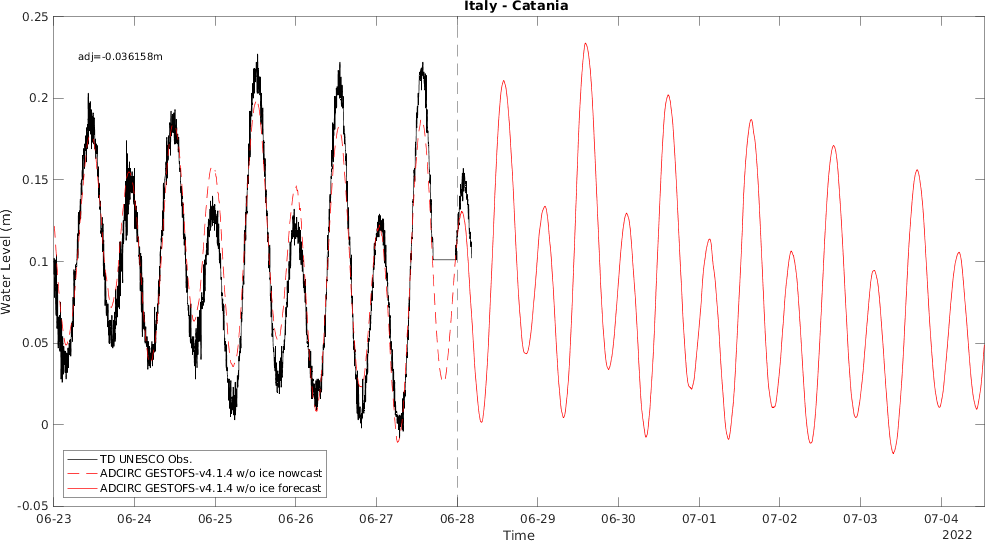 Italy - Catania
adj=-0.036158m
Water Level (m)
0.25
0.2
0.15
0.1
0.05
0
-0.05
TD UNESCO Obs.
ADCIRC GESTOFS-v4.1.4 w/o ice nowcast
ADCIRC GESTOFS-v4.1.4 w/o ice forecast
06-23 06-24 06-25 06-26 06-27 06-28 06-29 06-30 07-01 07-02 07-03 07-04
Time
2022